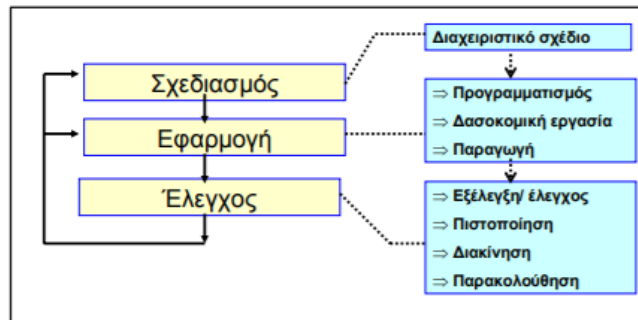 Σχεδιασμός
Εφαρμογή
Έλεγχος
Διαχειριστικό σχέδιο
⇒ Προγραμματισμός
⇒ Δασοκομική εργασία
⇒ Παραγωγή
⇒ Εξέλεγξη/ έλεγχος
⇒ Πιστοποίηση
⇒ Διακίνηση
⇒ Παρακολούθηση